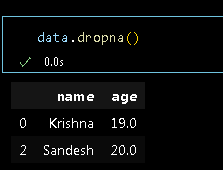 data.dropna()
0.0s
name age
0 Krishna 19.0
2 Sandesh 20.0